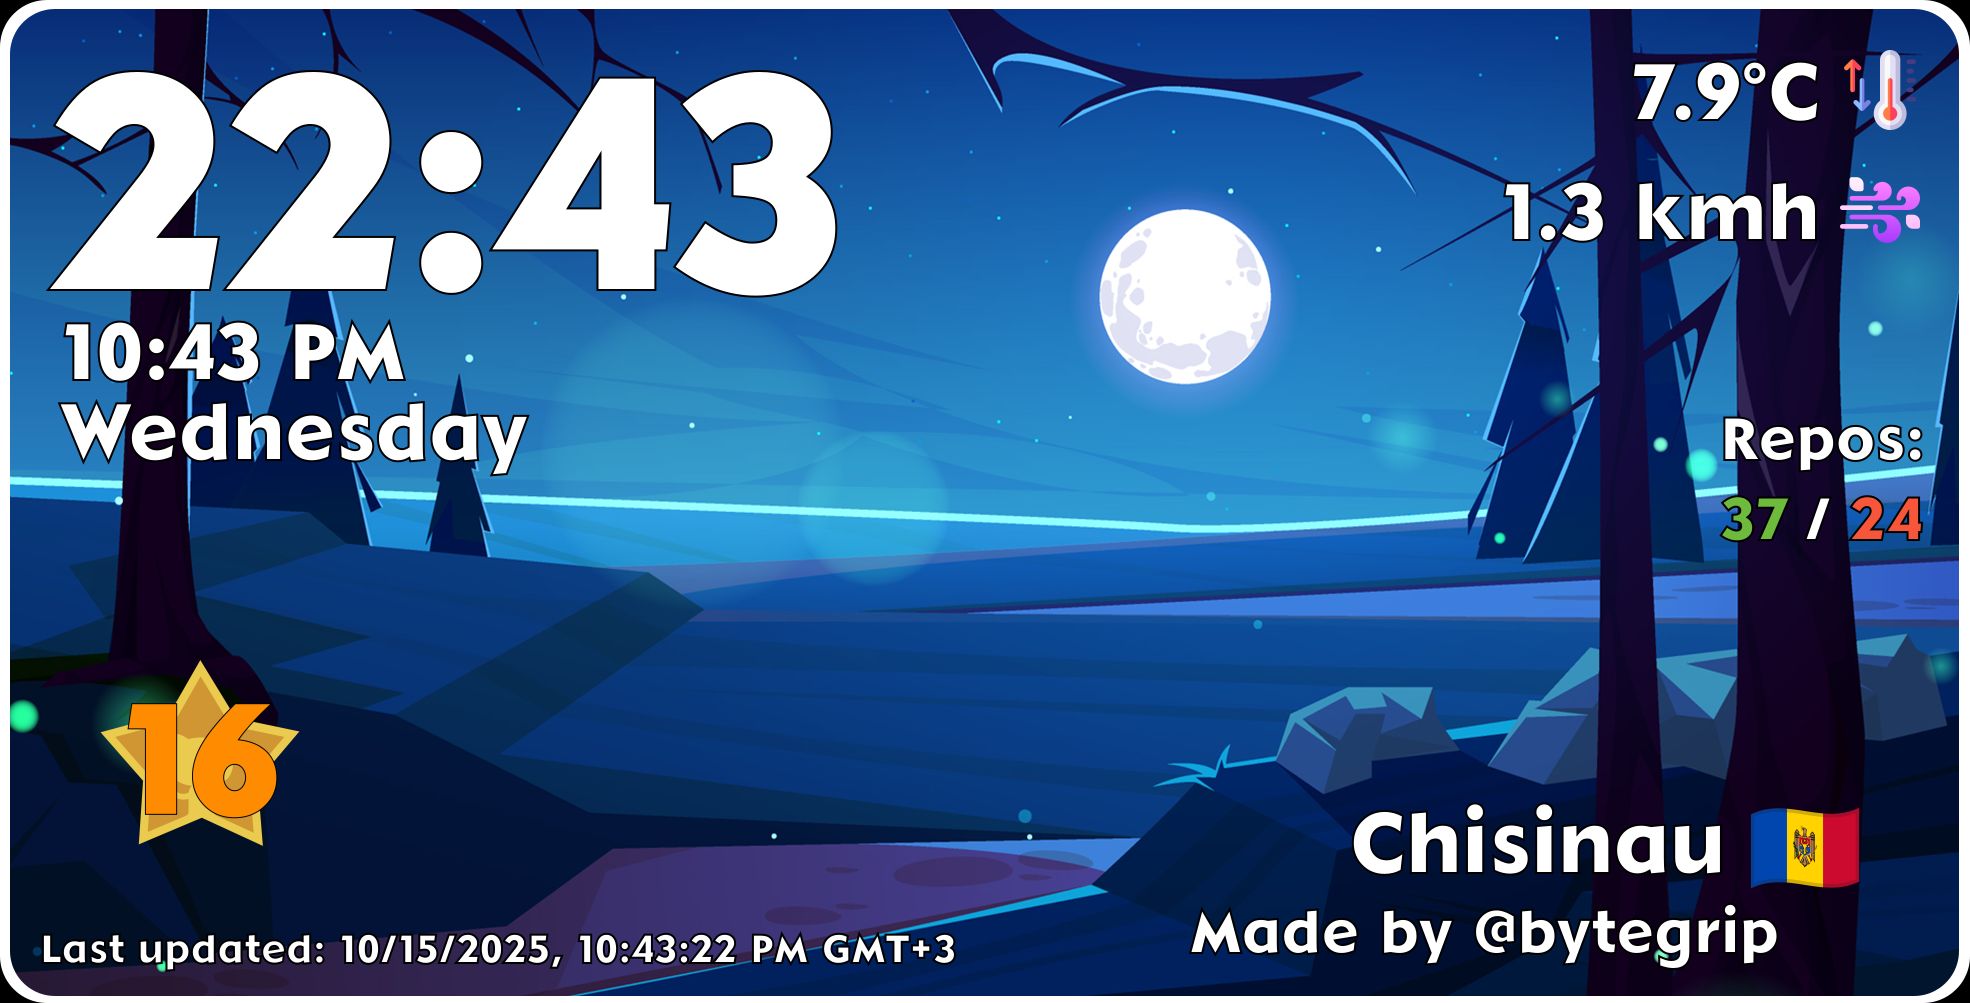 22:43
10:43 PM
Wednesday
7.9°C
1.3 kmh
Repos:
37 / 24
16
Chisinau
Made by @bytegrip
Last updated: 10/15/2025, 10:43:22 PM GMT+3